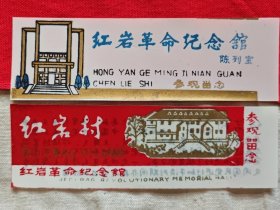 红岩革命纪念館
陈列室
HONG YAN GE MING JI NIAN GUAN
CHEN LIE SHI 参观留念
红岩村
参观留念
红岩革命纪念館
REVOLUTIONARY MEMORIAL HALL